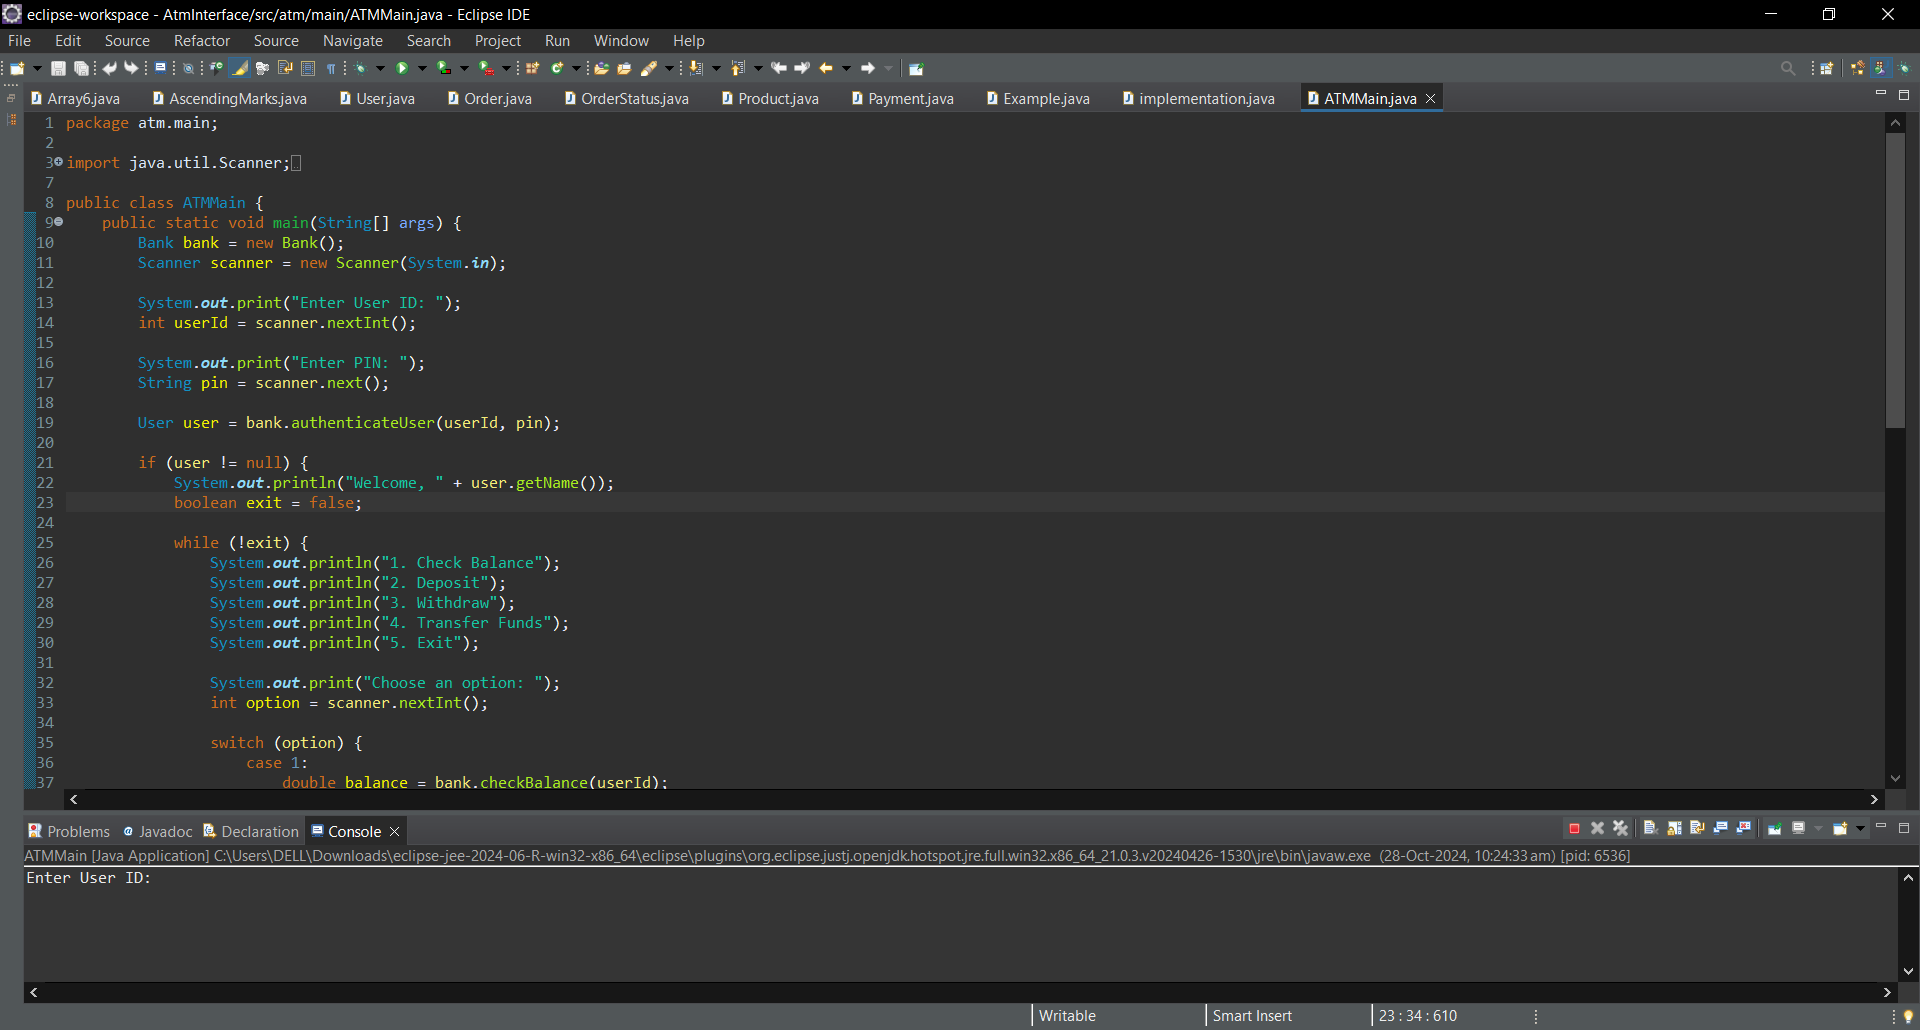 eclipse-workspace - AtmInterface/src/atm/main/ATMMain.java - Eclipse IDE
File Edit Source Refactor Source Navigate Search Project Run Window Help
Array6.java AscendingMarks.java User.java Order.java OrderStatus.java Product.java Payment.java Example.java implementation.java ATMMain.java
1 package atm.main;
2
3 import java.util.Scanner;
7
8 public class ATMMain {
9 public static void main(String[] args) {
10 Bank bank = new Bank();
11 Scanner scanner = new Scanner(System.in);
12
13 System.out.print("Enter User ID: ");
14 int userId = scanner.nextInt();
15
16 System.out.print("Enter PIN: ");
17 String pin = scanner.next();
18
19 User user = bank.authenticateUser(userId, pin);
20
21 if (user != null) {
22 System.out.println("Welcome, " + user.getName());
23 boolean exit = false;
24
25 while (!exit) {
26 System.out.println("1. Check Balance");
27 System.out.println("2. Deposit");
28 System.out.println("3. Withdraw");
29 System.out.println("4. Transfer Funds");
30 System.out.println("5. Exit");
31
32 System.out.print("Choose an option: ");
33 int option = scanner.nextInt();
34
35 switch (option) {
36 case 1:
37 double balance = bank.checkBalance(userId);
Problems @ Javadoc Declaration Console
ATMMain [Java Application] C:\Users\DELL\Downloads\eclipse-jee-2024-06-R-win32-x86_64\eclipse\plugins\org.eclipse.justj.openjdk.hotspot.jre.full.win32.x86_64_21.0.3.v20240426-1530\jre\bin\javaw.exe (28-Oct-2024, 10:24:33 am) [pid: 6536]
Enter User ID:
Writable Smart Insert 23 : 34 : 610